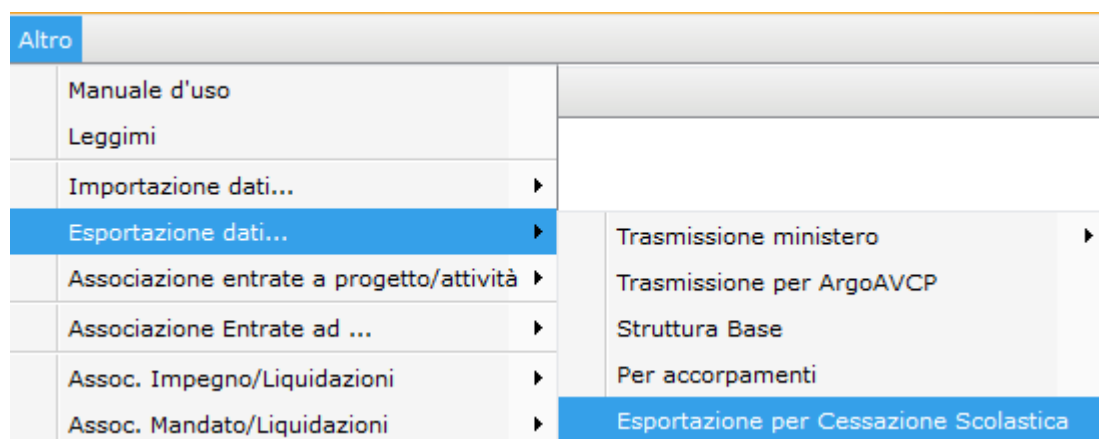 Altro
Manuale d'uso
Leggimi
Importazione dati...
Esportazione dati...
Associazione entrate a progetto/attività
Associazione Entrate ad ...
Assoc. Impegno/Liquidazioni
Assoc. Mandato/Liquidazioni
Trasmissione ministero
Trasmissione per ArgoAVCP
Struttura Base
Per accorpamenti
Esportazione per Cessazione Scolastica